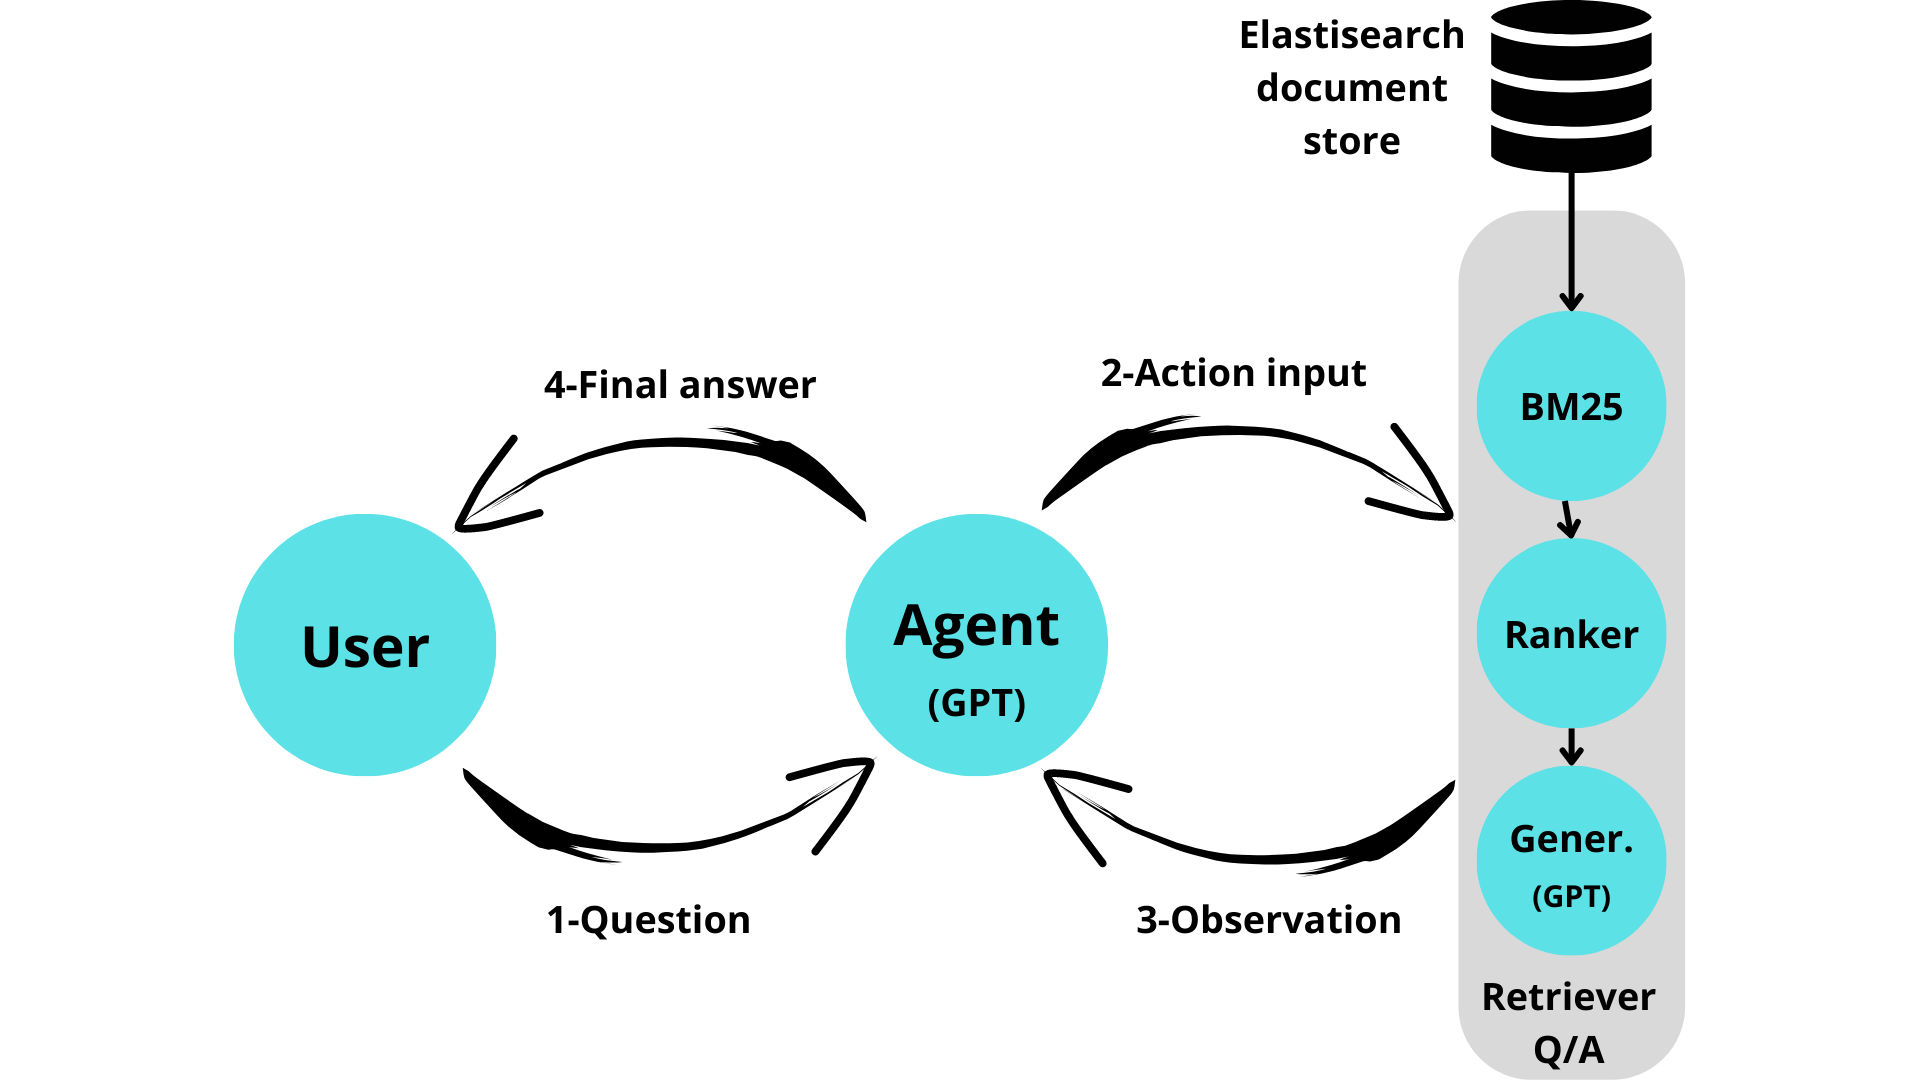 Elastisearch
document
store
4-Final answer
2-Action input
BM25
User
Agent
(GPT)
Ranker
1-Question
3-Observation
Gener.
(GPT)
Retriever
Q/A